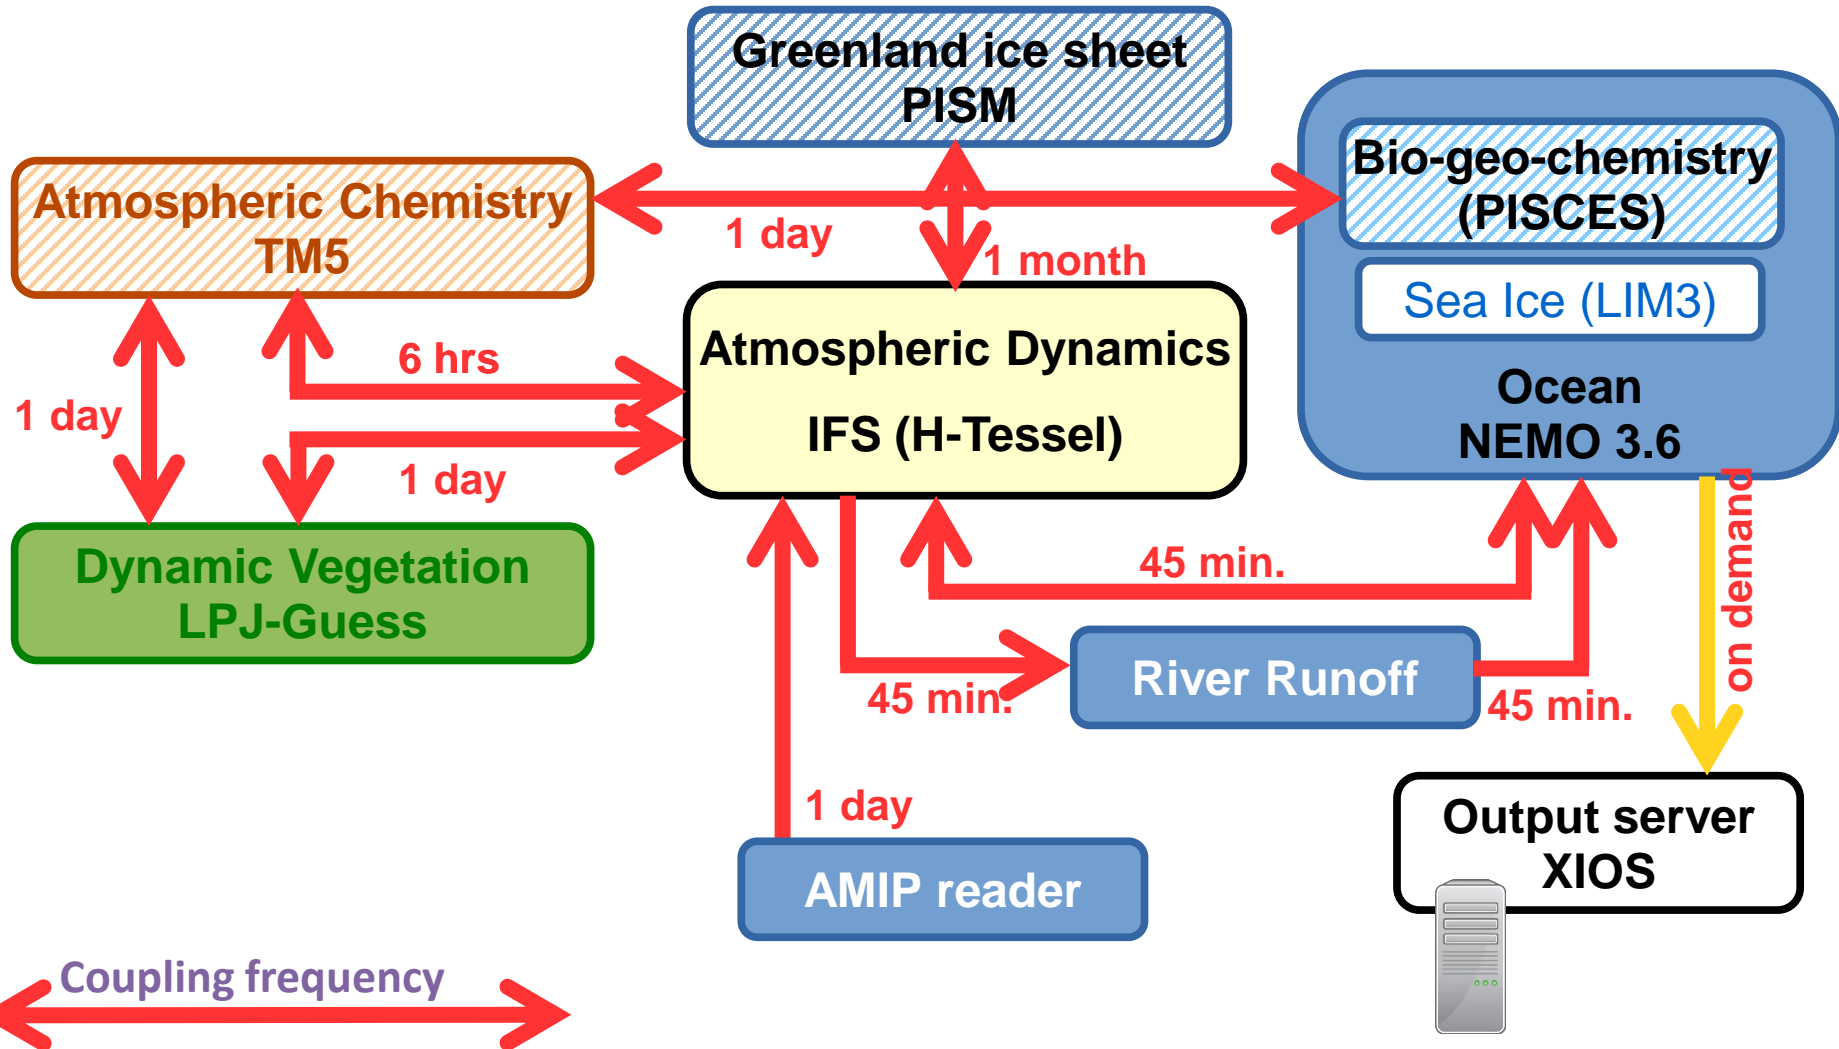 Greenland ice sheet
PISM
Bio-geo-chemistry
(PISCES)
Atmospheric Chemistry
TM5
1 day
1 month
Sea Ice (LIM3)
Atmospheric Dynamics
IFS (H-Tessel)
6 hrs
1 day
1 day
Ocean
NEMO 3.6
on demand
Dynamic Vegetation
LPJ-Guess
45 min.
River Runoff
45 min.
45 min.
1 day
Output server
XIOS
AMIP reader
Coupling frequency